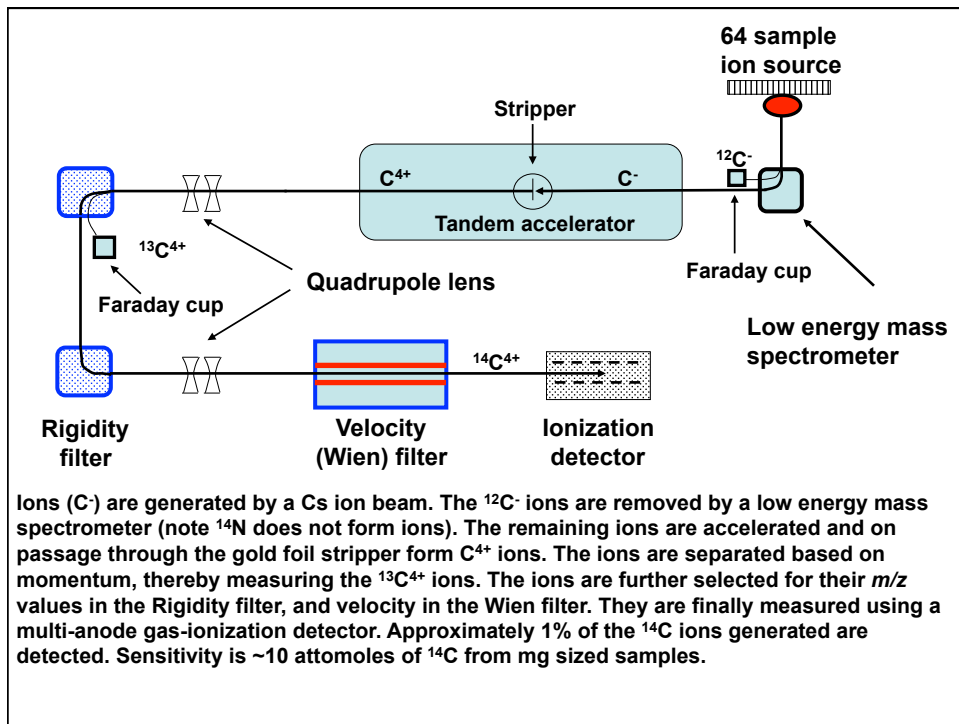 64 sample
ion source
Stripper
¹²C⁻
C⁴⁺
C⁻
Tandem accelerator
¹³C⁴⁺
Faraday cup
Faraday cup
Quadrupole lens
Low energy mass
spectrometer
¹⁴C⁴⁺
Rigidity
filter
Velocity
(Wien) filter
Ionization
detector
Ions (C⁻) are generated by a Cs ion beam. The ¹²C⁻ ions are removed by a low energy mass
spectrometer (note ¹⁴N does not form ions). The remaining ions are accelerated and on
passage through the gold foil stripper form C⁴⁺ ions. The ions are separated based on
momentum, thereby measuring the ¹³C⁴⁺ ions. The ions are further selected for their m/z
values in the Rigidity filter, and velocity in the Wien filter. They are finally measured using a
multi-anode gas-ionization detector. Approximately 1% of the ¹⁴C ions generated are
detected. Sensitivity is ~10 attomoles of ¹⁴C from mg sized samples.